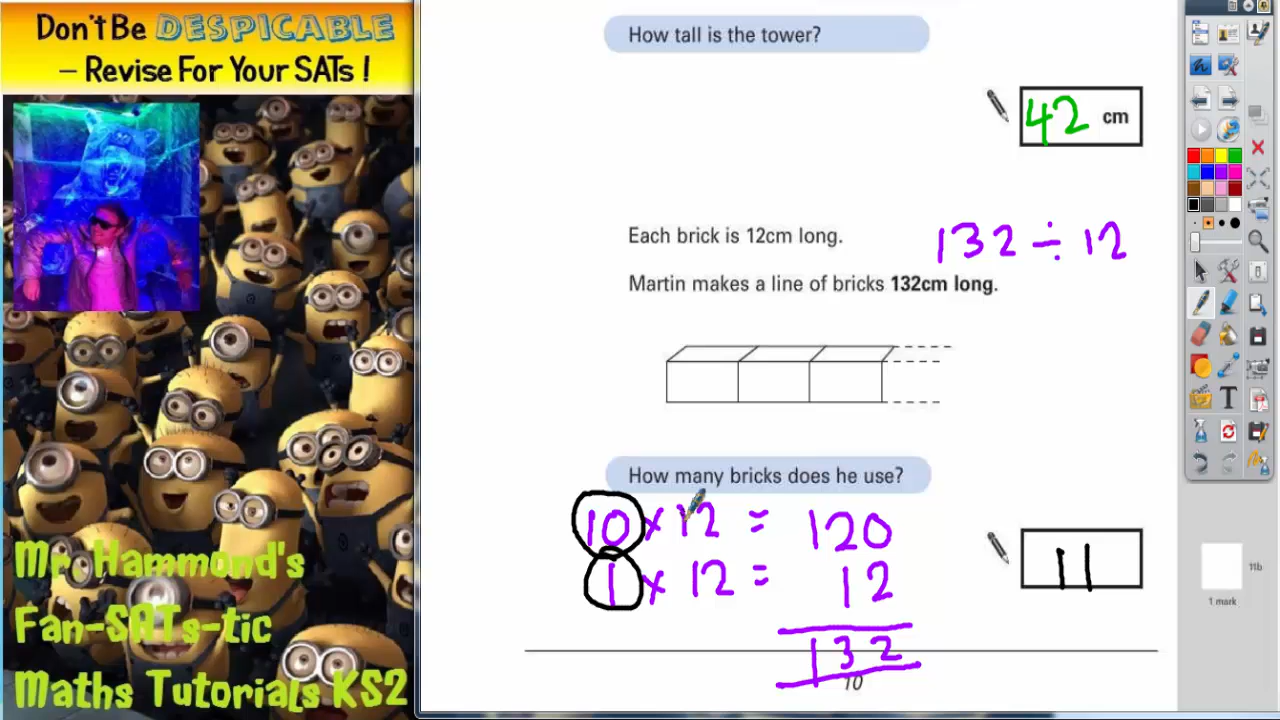 Don't Be DESPICABLE
– Revise For Your SATs !
Mr Hammond's
Fan-SATs-tic
Maths Tutorials KS2
How tall is the tower?
42 cm
Each brick is 12cm long.
132 ÷ 12
Martin makes a line of bricks 132cm long.
How many bricks does he use?
10 × 12 = 120
1 × 12 = 12
132
11
10
11b
1 mark